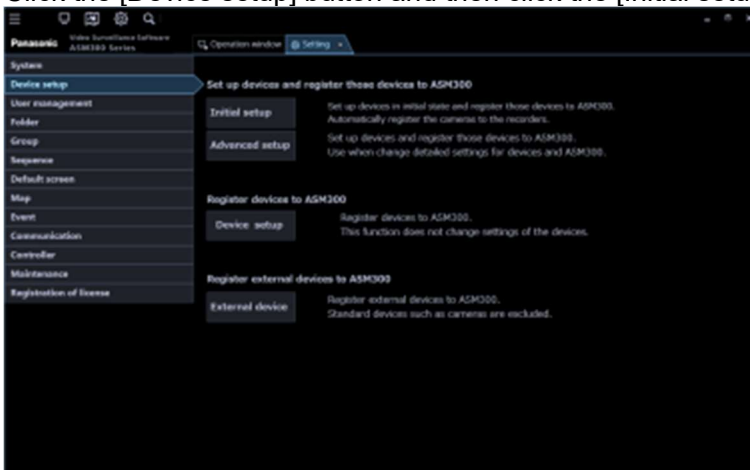 Click the [Device setup] button and then click the [Initial setu
Panasonic Video Surveillance Software
ASM300 Series
Operation window
Setting
System
Device setup
User management
Folder
Group
Sequence
Default screen
Map
Event
Communication
Controller
Maintenance
Registration of license
Set up devices and register those devices to ASM300
Initial setup
Set up devices in initial state and register those devices to ASM300.
Automatically register the cameras to the recorders.
Advanced setup
Set up devices and register those devices to ASM300.
Use when change detailed settings for devices and ASM300.
Register devices to ASM300
Device setup
Register devices to ASM300.
This function does not change settings of the devices.
Register external devices to ASM300
External device
Register external devices to ASM300.
Standard devices such as cameras are excluded.